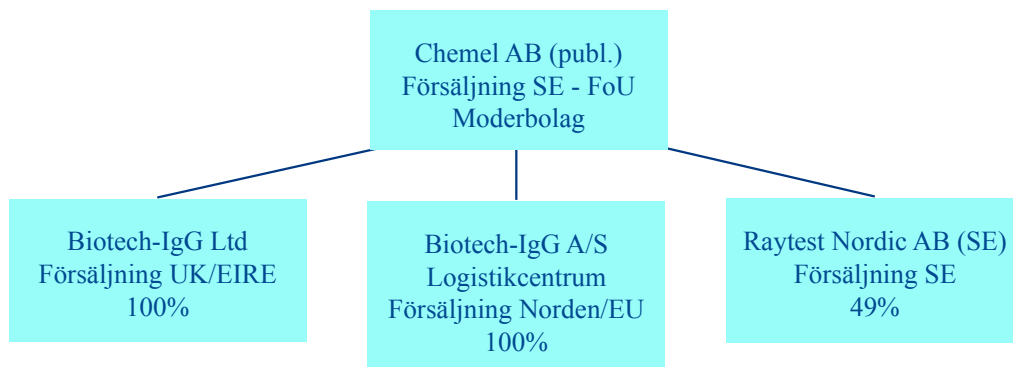 Chemel AB (publ.)
Försäljning SE - FoU
Moderbolag
Biotech-IgG Ltd
Försäljning UK/EIRE
100%
Biotech-IgG A/S
Logistikcentrum
Försäljning Norden/EU
100%
Raytest Nordic AB (SE)
Försäljning SE
49%